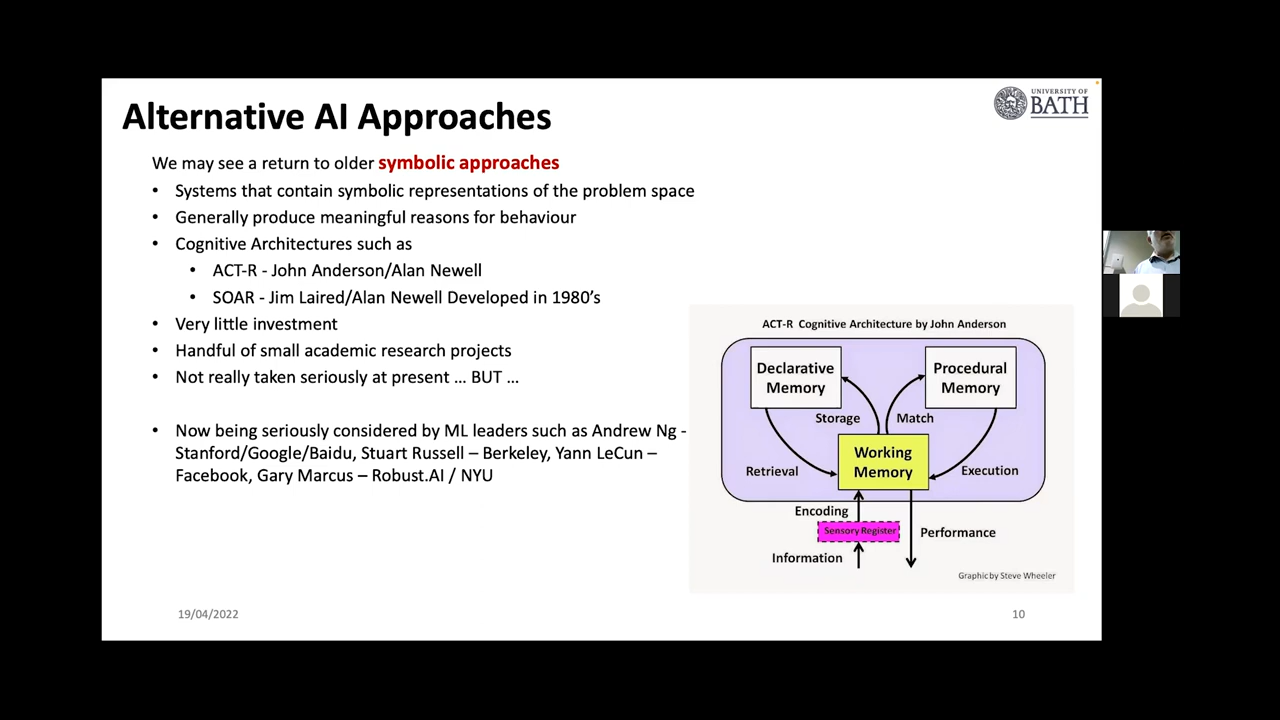 Alternative AI Approaches
UNIVERSITY OF
BATH
We may see a return to older symbolic approaches
• Systems that contain symbolic representations of the problem space
• Generally produce meaningful reasons for behaviour
• Cognitive Architectures such as
• ACT-R - John Anderson/Alan Newell
• SOAR - Jim Laired/Alan Newell Developed in 1980’s
• Very little investment
• Handful of small academic research projects
• Not really taken seriously at present … BUT …
• Now being seriously considered by ML leaders such as Andrew Ng -
Stanford/Google/Baidu, Stuart Russell – Berkeley, Yann LeCun –
Facebook, Gary Marcus – Robust.AI / NYU
ACT-R Cognitive Architecture by John Anderson
Declarative
Memory
Procedural
Memory
Storage
Match
Working
Memory
Retrieval
Execution
Encoding
Sensory Register
Performance
Information
Graphic by Steve Wheeler
19/04/2022
10